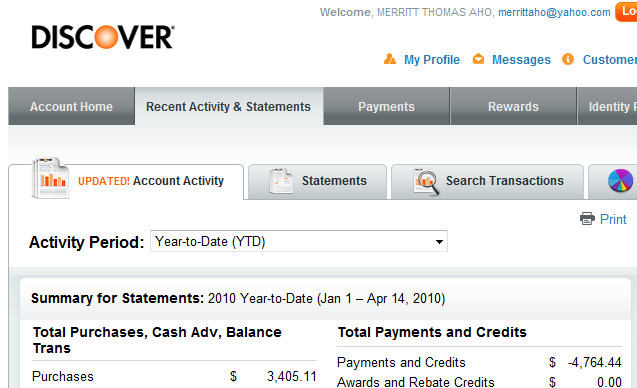 Welcome, MERRITT THOMAS AHO, merrittaho@yahoo.com Lo
DISCOVER
My Profile Messages Customer
Account Home Recent Activity & Statements Payments Rewards Identity
UPDATED! Account Activity Statements Search Transactions
Print
Activity Period: Year-to-Date (YTD)
Summary for Statements: 2010 Year-to-Date (Jan 1 – Apr 14, 2010)
Total Purchases, Cash Adv, Balance
Trans
Purchases $ 3,405.11
Total Payments and Credits
Payments and Credits $ -4,764.44
Awards and Rebate Credits $ 0.00